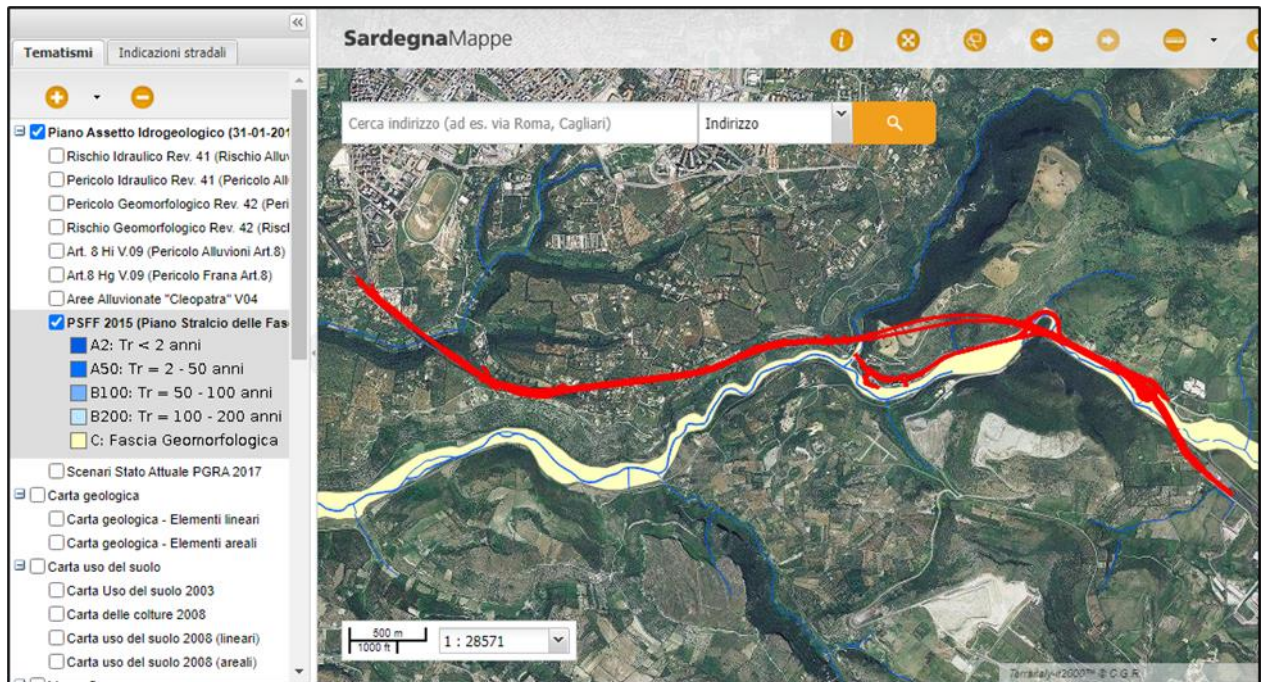 SardegnaMappe
Tematismi
Indicazioni stradali
Cerca indirizzo (ad es. via Roma, Cagliari)
Indirizzo
Piano Assetto Idrogeologico (31-01-201
Rischio Idraulico Rev. 41 (Rischio Alluv
Pericolo Idraulico Rev. 41 (Pericolo All
Pericolo Geomorfologico Rev. 42 (Peri
Rischio Geomorfologico Rev. 42 (Risc
Art. 8 Hi V.09 (Pericolo Alluvioni Art.8)
Art.8 Hg V.09 (Pericolo Frana Art.8)
Aree Alluvionate "Cleopatra" V04
PSFF 2015 (Piano Stralcio delle Fas
A2: Tr < 2 anni
A50: Tr = 2 - 50 anni
B100: Tr = 50 - 100 anni
B200: Tr = 100 - 200 anni
C: Fascia Geomorfologica
Scenari Stato Attuale PGRA 2017
Carta geologica
Carta geologica - Elementi lineari
Carta geologica - Elementi areali
Carta uso del suolo
Carta Uso del suolo 2003
Carta delle colture 2008
Carta uso del suolo 2008 (lineari)
Carta uso del suolo 2008 (areali)
500 m
1000 ft
1 : 28571